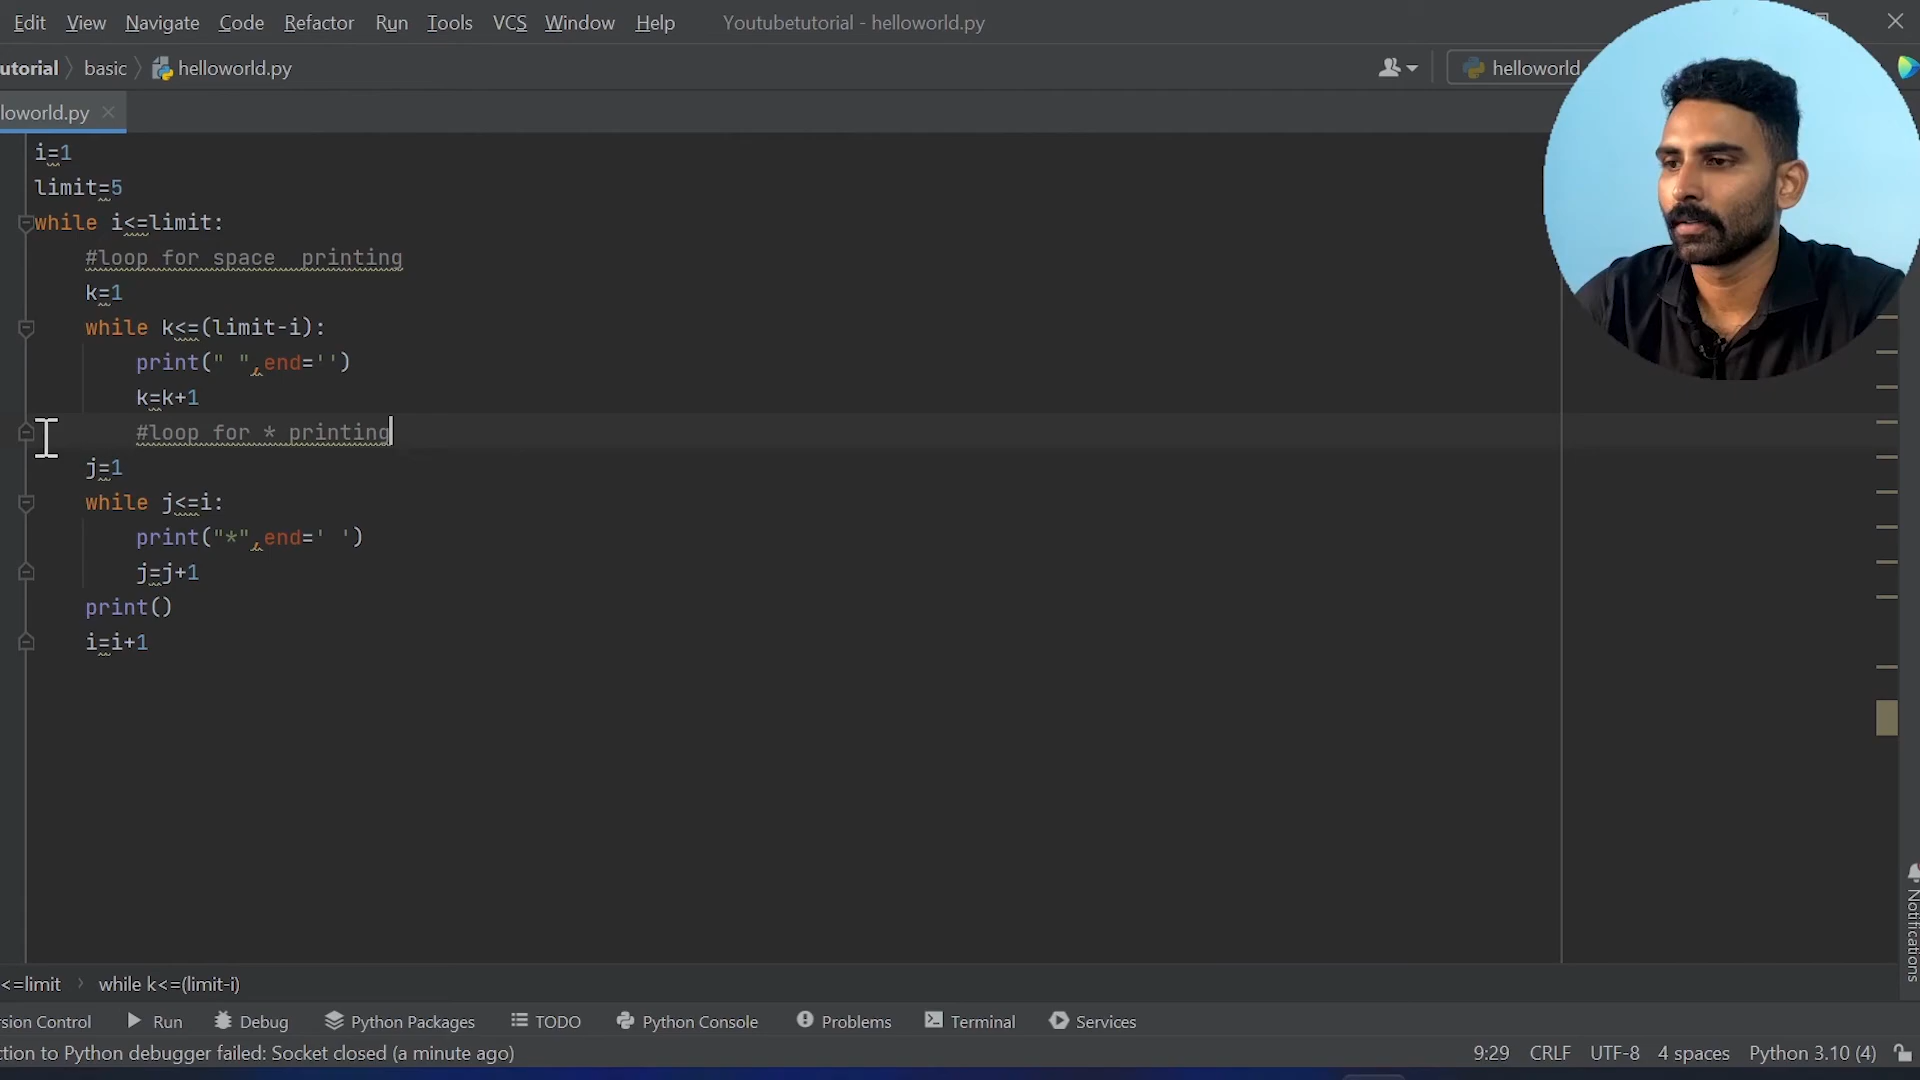 Edit View Navigate Code Refactor Run Tools VCS Window Help Youtubetutorial - helloworld.py
utorial basic helloworld.py helloworld
loworld.py
i=1
limit=5
while i<=limit:
    #loop for space  printing
    k=1
    while k<=(limit-i):
        print(" ",end='')
        k=k+1
        #loop for * printing
    j=1
    while j<=i:
        print("*",end=' ')
        j=j+1
    print()
    i=i+1
Notifications
<=limit while k<=(limit-i)
rsion Control Run Debug Python Packages TODO Python Console Problems Terminal Services
ction to Python debugger failed: Socket closed (a minute ago) 9:29 CRLF UTF-8 4 spaces Python 3.10 (4)